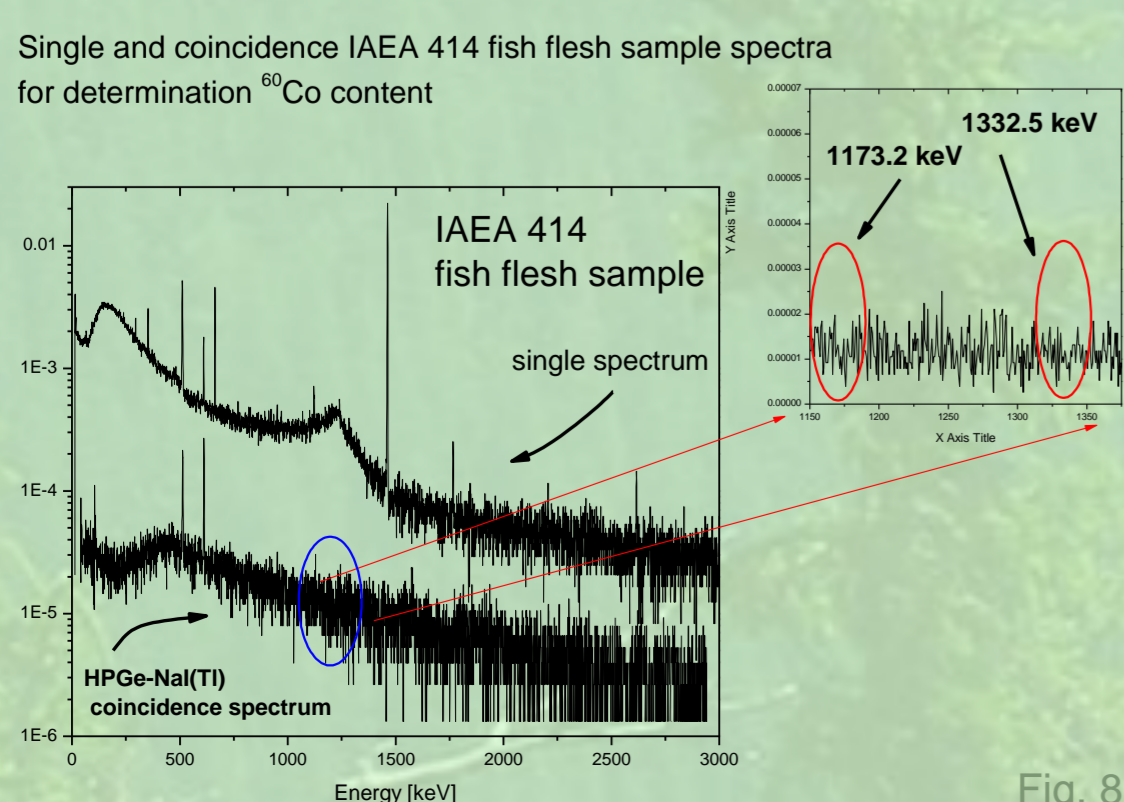 Single and coincidence IAEA 414 fish flesh sample spectra
for determination ⁶⁰Co content
IAEA 414
fish flesh sample
single spectrum
HPGe-NaI(Tl)
coincidence spectrum
0.01
1E-3
1E-4
1E-5
1E-6
0 500 1000 1500 2000 2500 3000
Energy [keV]
1173.2 keV
1332.5 keV
0.00007
0.00006
0.00005
0.00004
0.00003
0.00002
0.00001
0.00000
Y Axis Title
1150 1200 1250 1300 1350
X Axis Title
Fig. 8